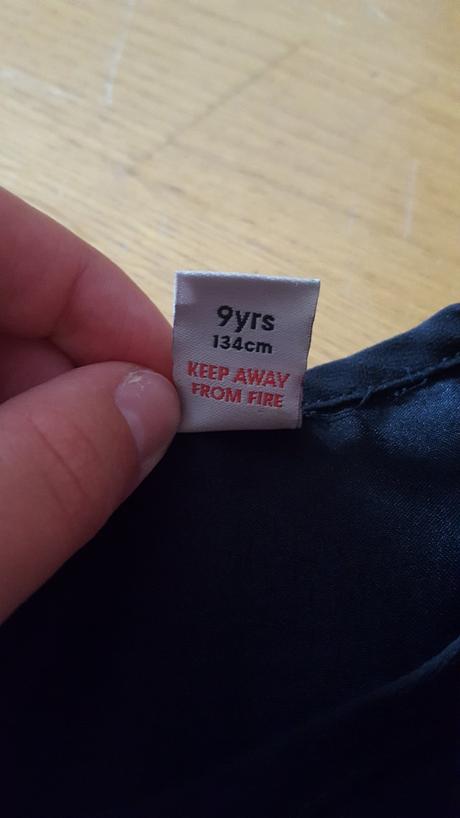 9yrs
134cm
KEEP AWAY
FROM FIRE